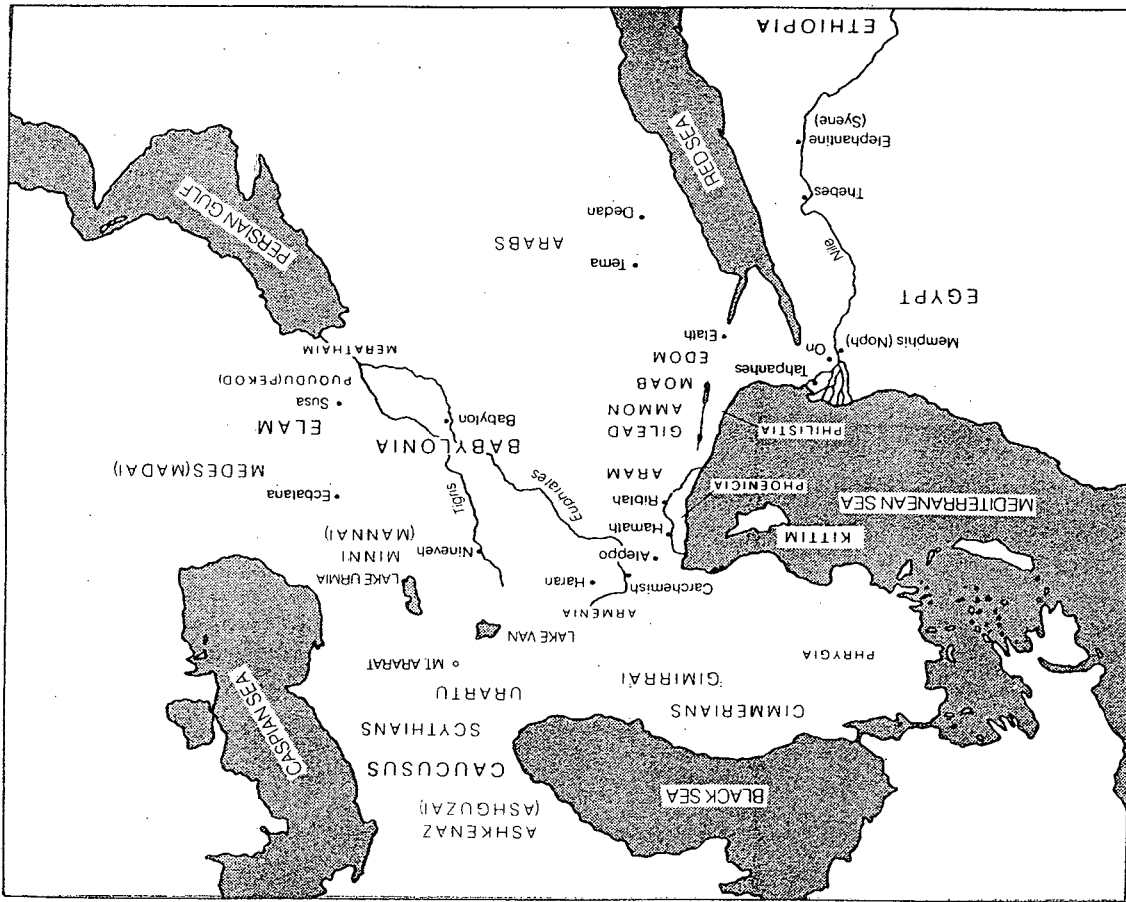 ASHKENAZ
(ASHGUZAI)
BLACK SEA
CAUCUSUS
CASPIAN SEA
SCYTHIANS
CIMMERIANS
GIMIRRAI
URARTU
PHRYGIA
MT. ARARAT
LAKE VAN
ARMENIA
Carchemish
Haran
LAKE URMIA
Aleppo
Nineveh
MINNI
(MANNAI)
KITTIM
Hamath
MEDITERRANEAN SEA
Riblah
PHOENICIA
Euphrates
Tigris
Ecbatana
ARAM
MEDES (MADAI)
BABYLONIA
PHILISTIA
GILEAD
AMMON
MOAB
EDOM
Babylon
ELAM
Susa
PUQUDU (PEKOD)
MERATHAIM
Tahpanhes
On
Memphis (Noph)
Elath
EGYPT
Tema
ARABS
Dedan
Nile
PERSIAN GULF
Thebes
RED SEA
Elephantine
(Syene)
ETHIOPIA